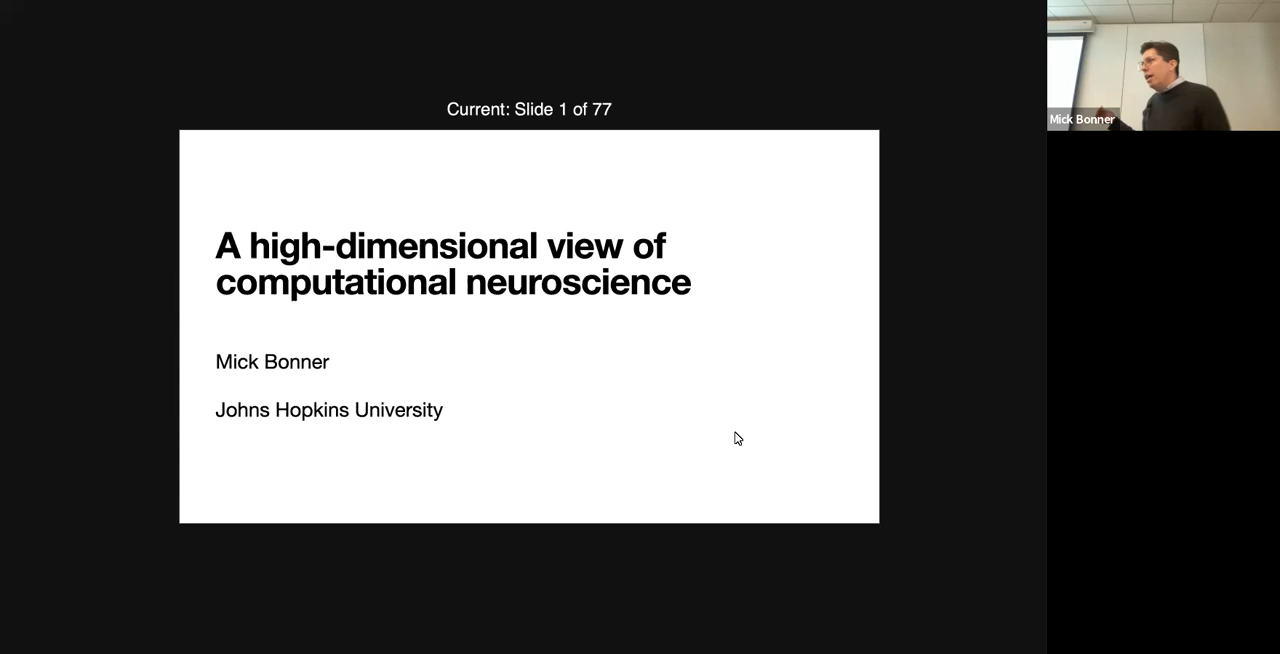 Current: Slide 1 of 77
A high-dimensional view of
computational neuroscience
Mick Bonner
Johns Hopkins University
Mick Bonner